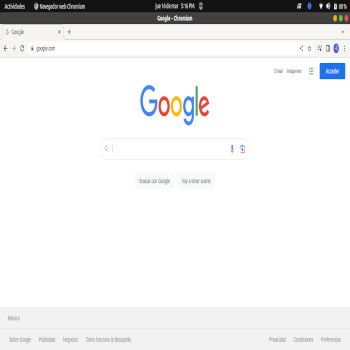 Actividades Navegador web Chromium jue 16 de mar 5:16 PM 88%
Google - Chromium
Google
google.com
Gmail Imágenes Acceder
Google
Buscar con Google Voy a tener suerte
México
Sobre Google Publicidad Negocios Cómo funciona la Búsqueda Privacidad Condiciones Preferencias